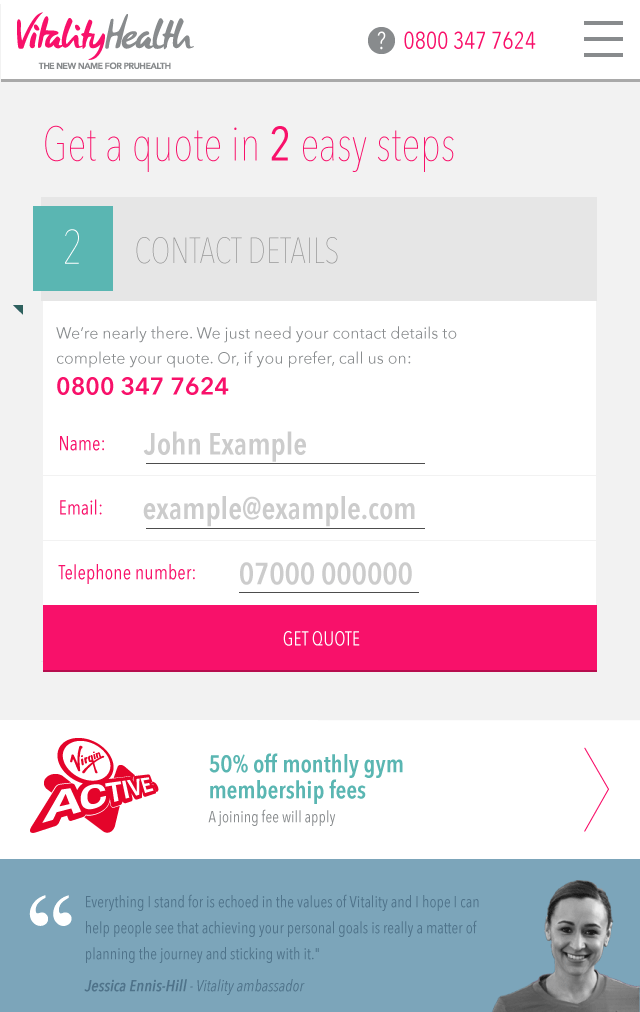 VitalityHealth
THE NEW NAME FOR PRUHEALTH
? 0800 347 7624
Get a quote in 2 easy steps
2 CONTACT DETAILS
We're nearly there. We just need your contact details to
complete your quote. Or, if you prefer, call us on:
0800 347 7624
Name: John Example
Email: example@example.com
Telephone number: 07000 000000
GET QUOTE
Virgin
ACTIVE
50% off monthly gym
membership fees
A joining fee will apply
“ Everything I stand for is echoed in the values of Vitality and I hope I can
help people see that achieving your personal goals is really a matter of
planning the journey and sticking with it."
Jessica Ennis-Hill - Vitality ambassador